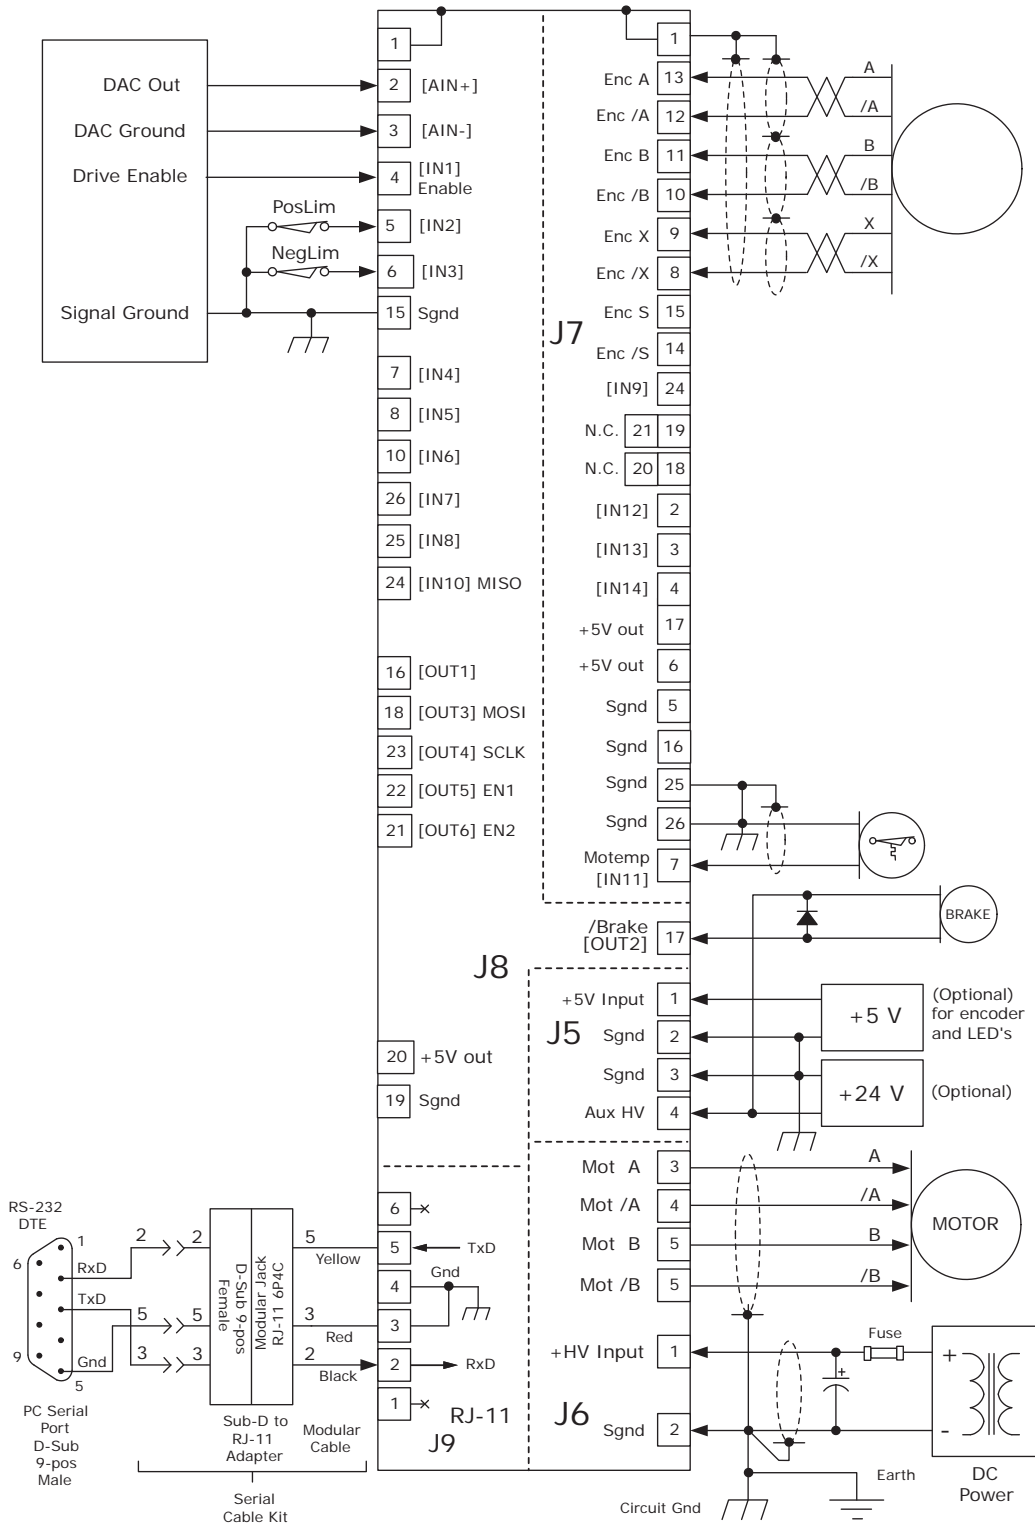 1
DAC Out
2
[AIN+]
DAC Ground
3
[AIN-]
Drive Enable
4
[IN1]
Enable
PosLim
5
[IN2]
NegLim
6
[IN3]
Signal Ground
15
Sgnd
7
[IN4]
8
[IN5]
10
[IN6]
26
[IN7]
25
[IN8]
24
[IN10] MISO
16
[OUT1]
18
[OUT3] MOSI
23
[OUT4] SCLK
22
[OUT5] EN1
21
[OUT6] EN2
J8
20
+5V out
19
Sgnd
J7
1
Enc A
13
A
Enc /A
12
/A
Enc B
11
B
Enc /B
10
/B
Enc X
9
X
Enc /X
8
/X
Enc S
15
Enc /S
14
[IN9]
24
N.C.
21
19
N.C.
20
18
[IN12]
2
[IN13]
3
[IN14]
4
+5V out
17
+5V out
6
Sgnd
5
Sgnd
16
Sgnd
25
Sgnd
26
Motemp
[IN11]
7
/Brake
[OUT2]
17
BRAKE
J5
+5V Input
1
+5 V
(Optional)
for encoder
and LED's
Sgnd
2
Sgnd
3
+24 V
(Optional)
Aux HV
4
Mot A
3
A
Mot /A
4
/A
MOTOR
Mot B
5
B
Mot /B
5
/B
J6
+HV Input
1
Fuse
+
+
Sgnd
2
-
DC
Power
Earth
Circuit Gnd
RS-232
DTE
1
6
RxD
TxD
9
Gnd
5
PC Serial
Port
D-Sub
9-pos
Male
2
2
5
5
3
3
D-Sub 9-pos
Female
Modular Jack
RJ-11 6P4C
5
Yellow
3
Red
2
Black
Sub-D to
RJ-11
Adapter
Modular
Cable
Serial
Cable Kit
6
5
TxD
4
Gnd
3
2
RxD
1
RJ-11
J9